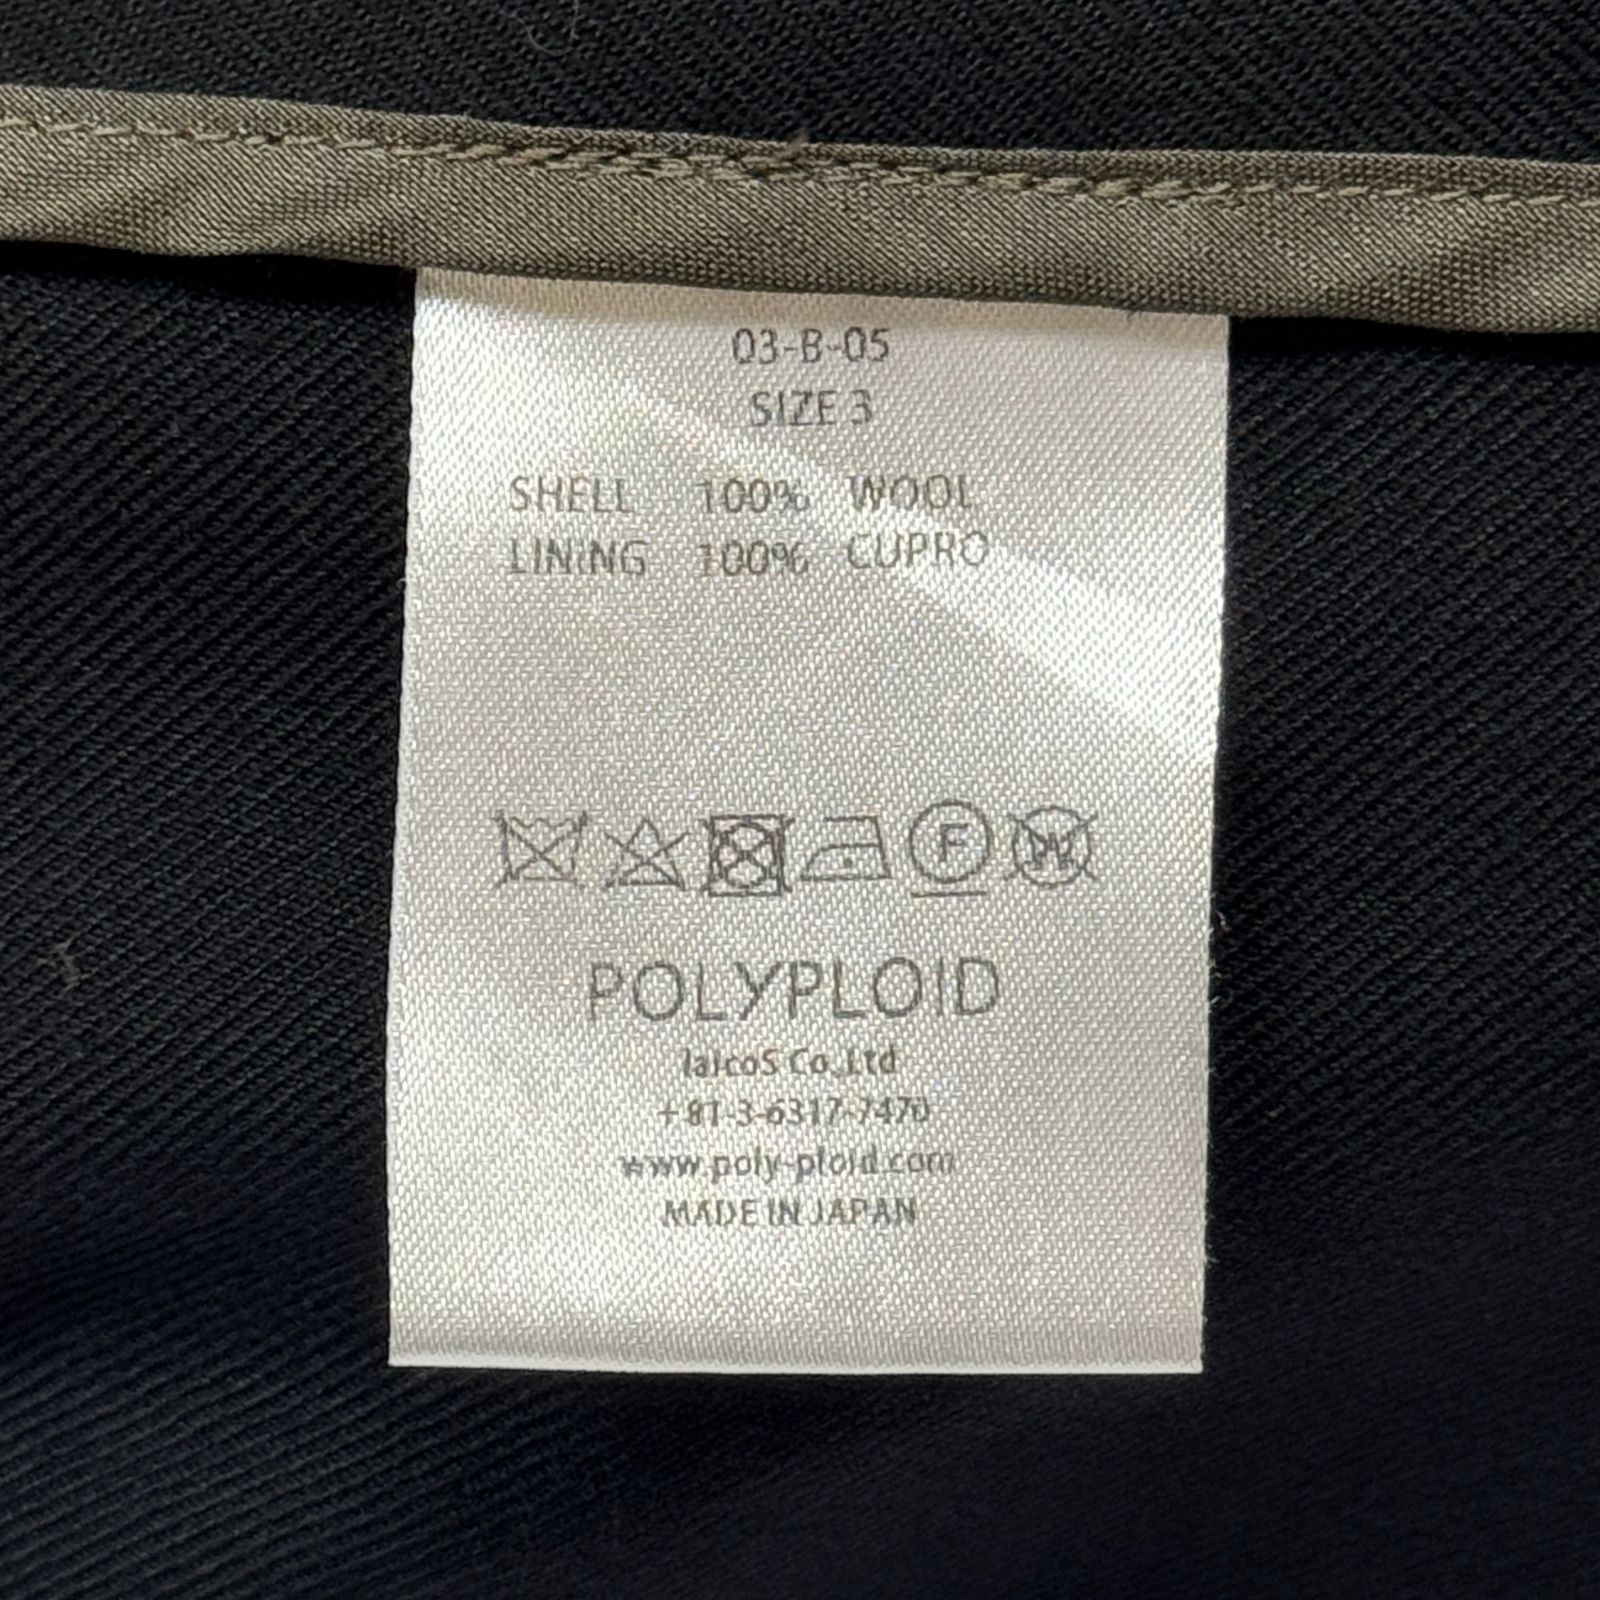 03-B-05
SIZE 3
SHELL 100% WOOL
LINING 100% CUPRO
F
W
POLYPLOID
laicoS Co.,Ltd
+81-3-6317-7470
www.poly-ploid.com
MADE IN JAPAN